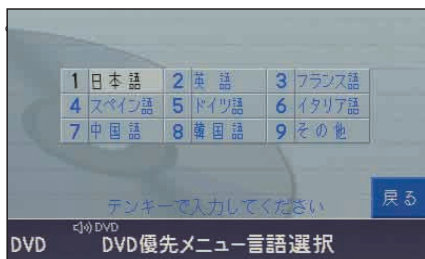 1 日本語 2 英 語 3 フランス語
4 スペイン語 5 ドイツ語 6 イタリア語
7 中国語 8 韓国語 9 その他
テンキーで入力してください
戻る
DVD
DVD DVD優先メニュー言語選択